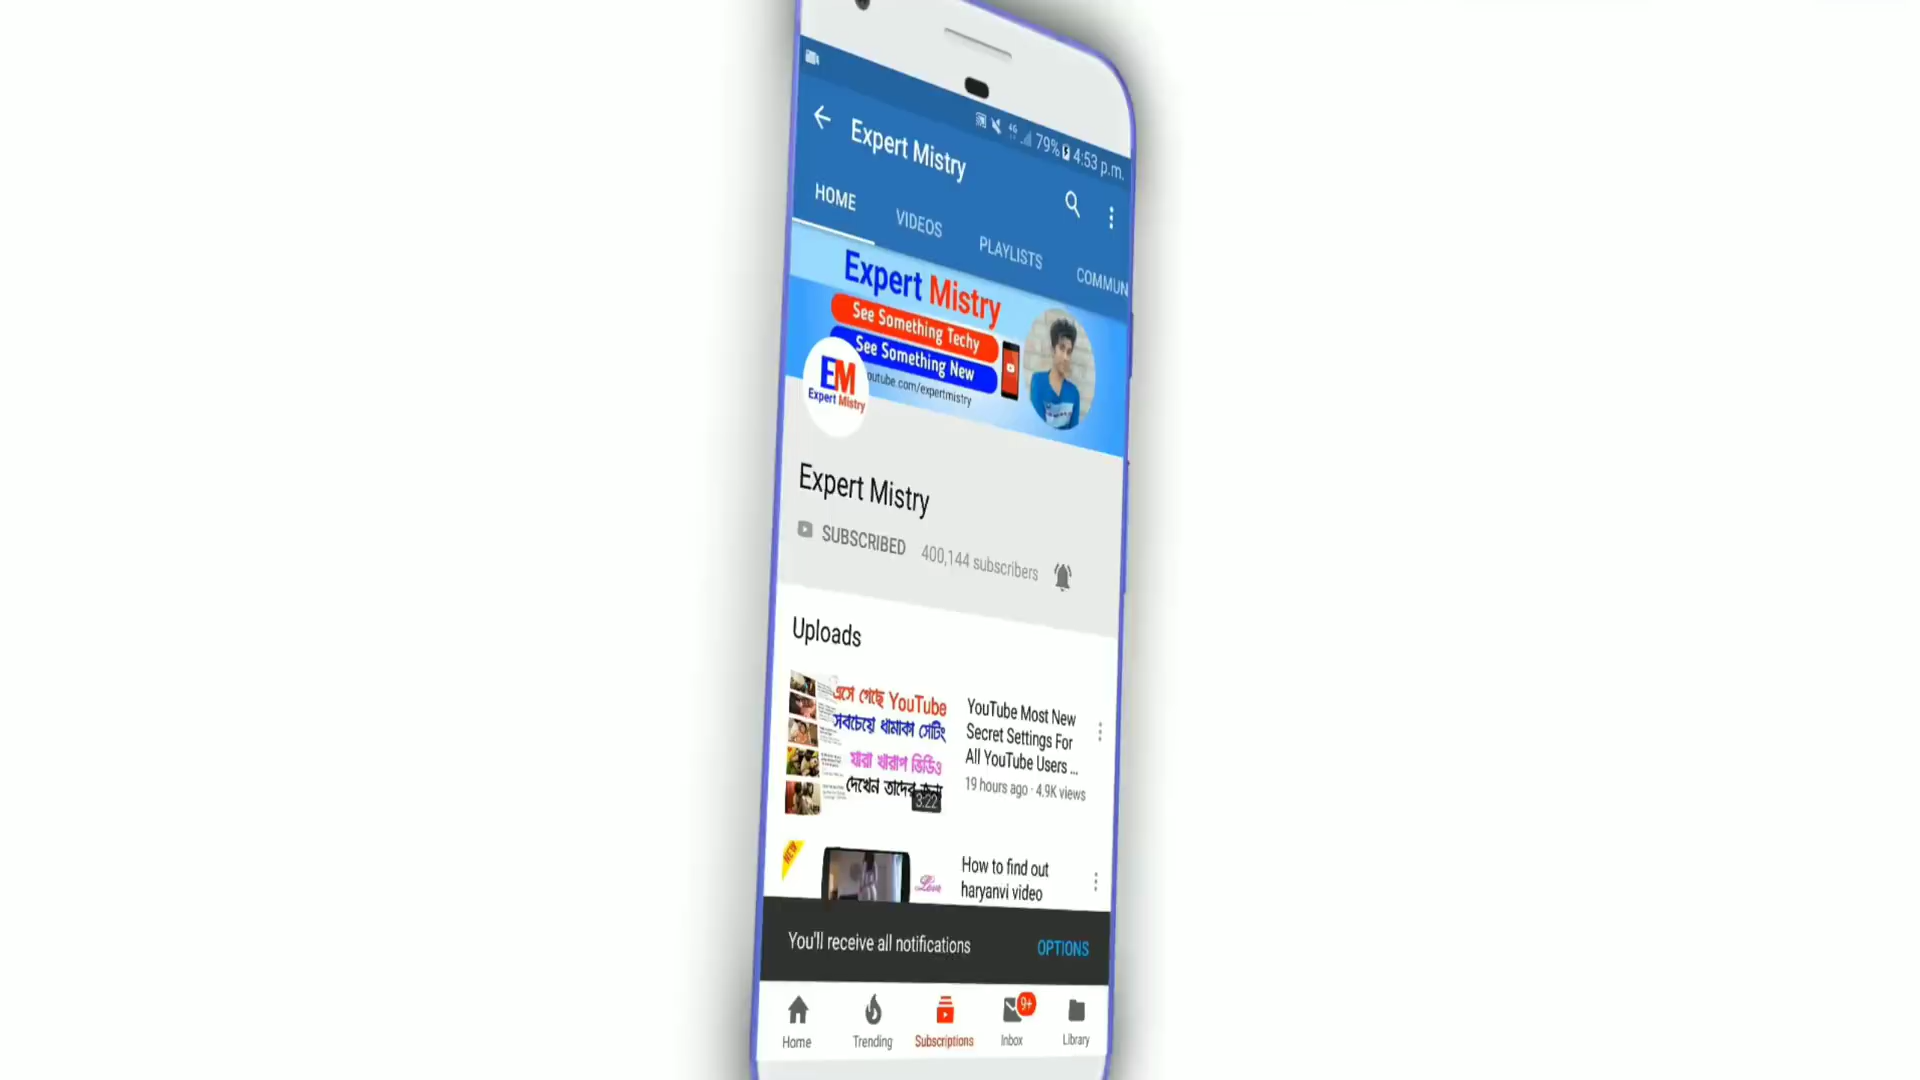 4G 79% 4:53 p.m.
Expert Mistry
HOME VIDEOS PLAYLISTS COMMUN
Expert Mistry
See Something Techy
See Something New
outube.com/expertmistry
EM
Expert Mistry
Expert Mistry
SUBSCRIBED 400,144 subscribers
Uploads
এসে গেছে YouTube
সবচেয়ে ধামাকা সেটিং
যারা খারাপ ভিডিও
দেখেন তাদের জন্য
3:22
YouTube Most New
Secret Settings For
All YouTube Users ...
19 hours ago · 4.9K views
NEW
Love
How to find out
haryanvi video
You'll receive all notifications OPTIONS
9+
Home Trending Subscriptions Inbox Library